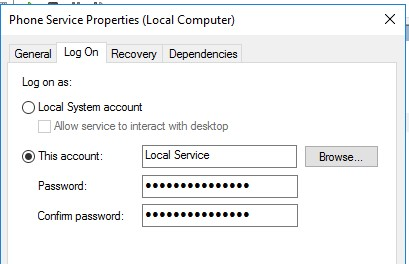 Phone Service Properties (Local Computer)
General Log On Recovery Dependencies
Log on as:
Local System account
Allow service to interact with desktop
This account: Local Service Browse...
Password: ●●●●●●●●●●●●●●●
Confirm password: ●●●●●●●●●●●●●●●